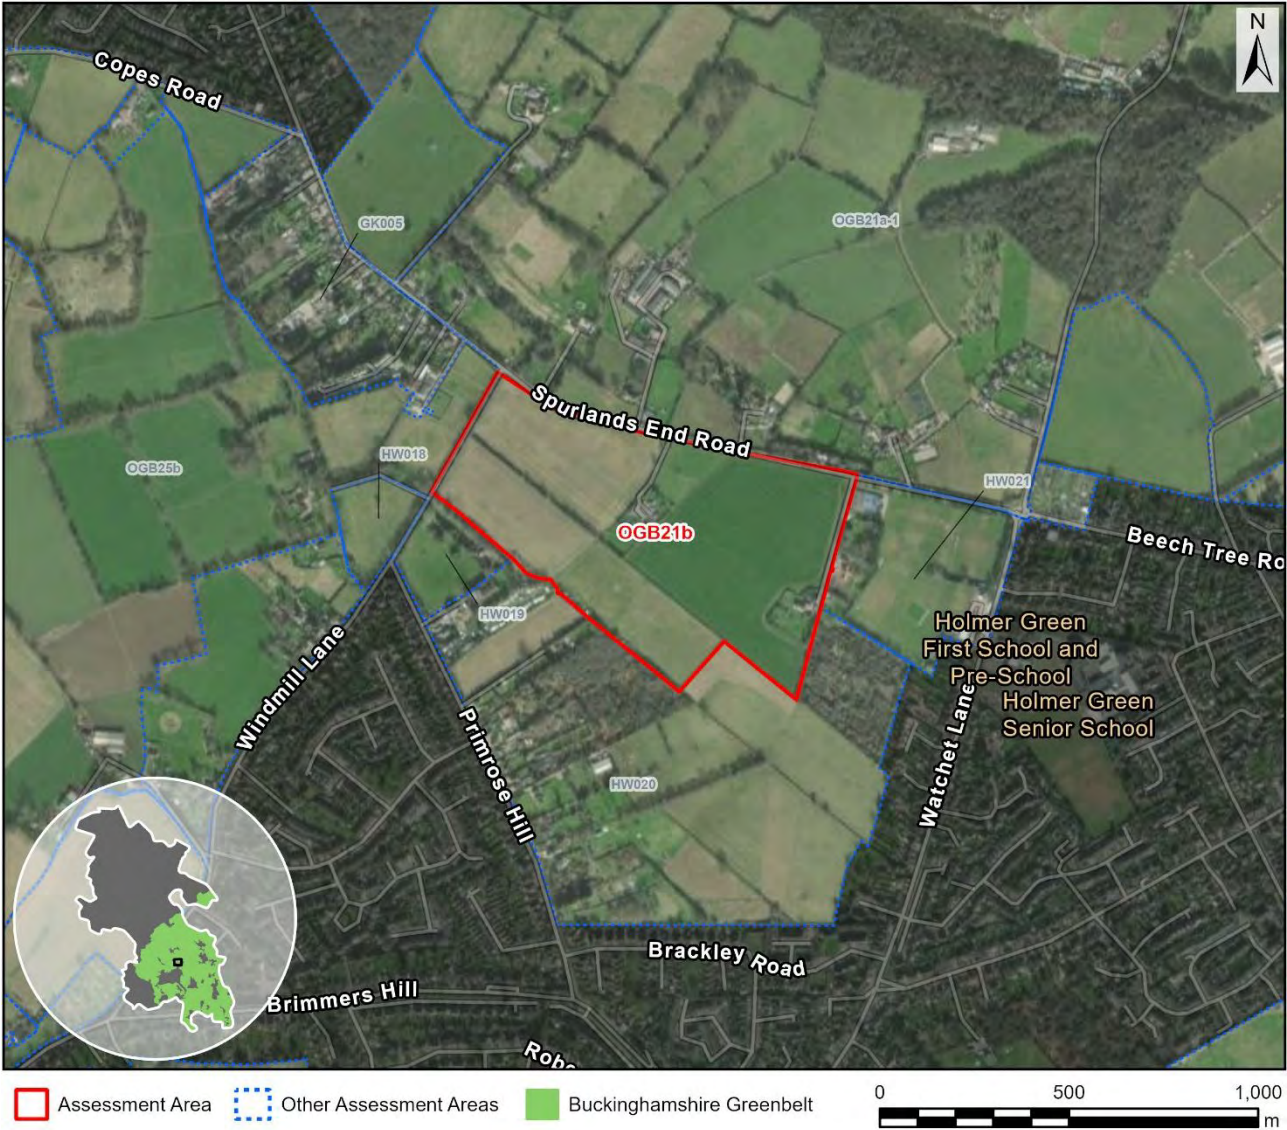 N
Copes Road
GK005
OGB21a-1
Spurlands End Road
HW018
OGB25b
HW021
OGB21b
Beech Tree Ro
HW019
Holmer Green
First School and
Pre-School
Holmer Green
Senior School
Windmill Lane
Primrose Hill
Watchet Lane
HW020
Brackley Road
Brimmers Hill
Robe
Assessment Area
Other Assessment Areas
Buckinghamshire Greenbelt
0 500 1,000
m